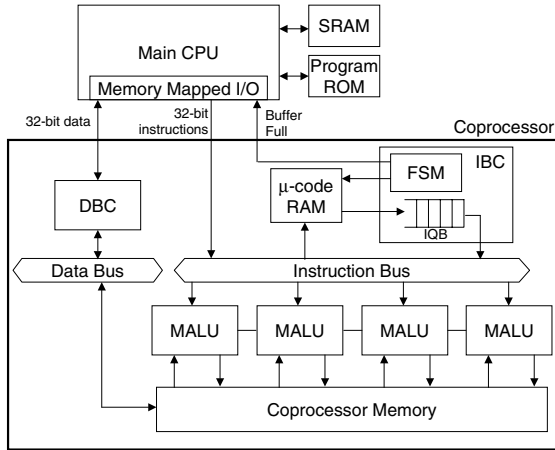 SRAM
Main CPU
Program
ROM
Memory Mapped I/O
32-bit data
32-bit
instructions
Buffer
Full
Coprocessor
IBC
FSM
μ-code
RAM
DBC
IQB
Data Bus
Instruction Bus
MALU
MALU
MALU
MALU
Coprocessor Memory